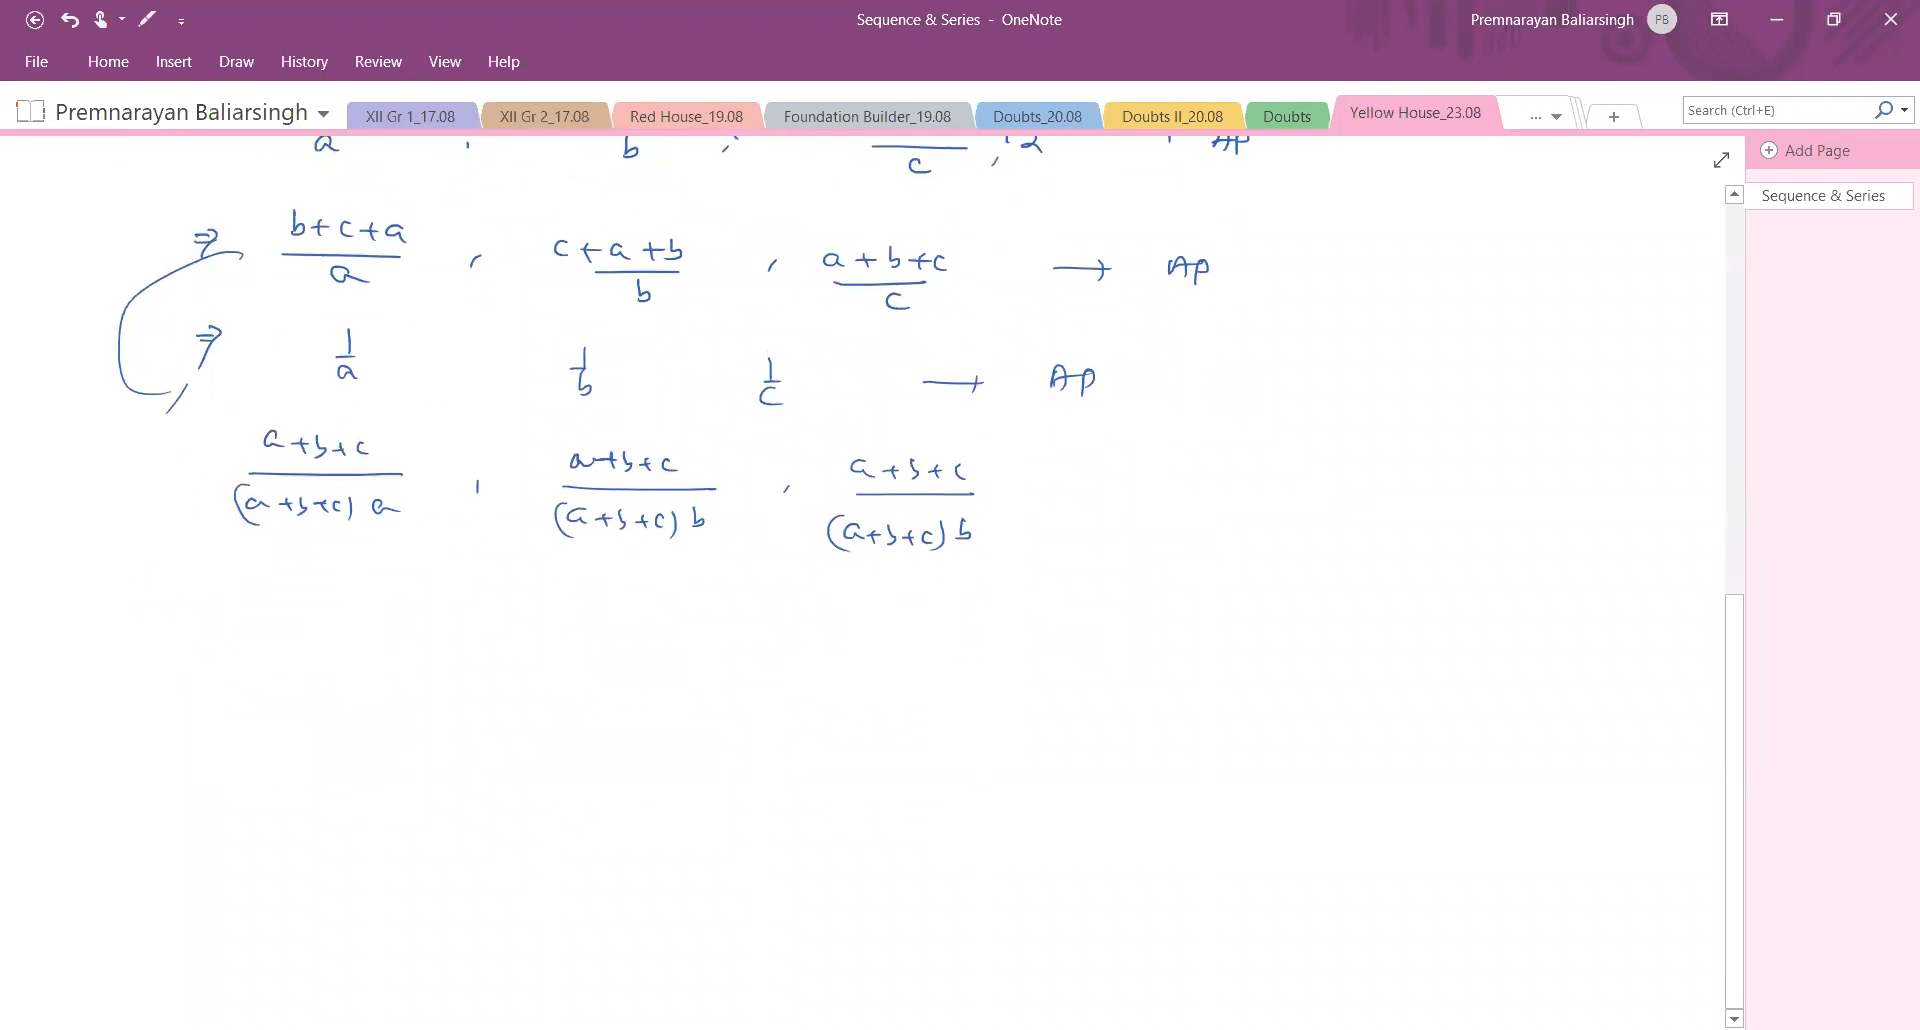 Sequence & Series - OneNote
Premnarayan Baliarsingh PB
File Home Insert Draw History Review View Help
Premnarayan Baliarsingh
XII Gr 1_17.08 XII Gr 2_17.08 Red House_19.08 Foundation Builder_19.08 Doubts_20.08 Doubts II_20.08 Doubts Yellow House_23.08 ... +
Search (Ctrl+E)
Add Page
Sequence & Series
a , b , c , AP
⇒ b+c+a/a , c+a+b/b , a+b+c/c → AP
⇒ 1/a 1/b 1/c → AP
a+b+c/(a+b+c) a , a+b+c/(a+b+c) b , a+b+c/(a+b+c) b